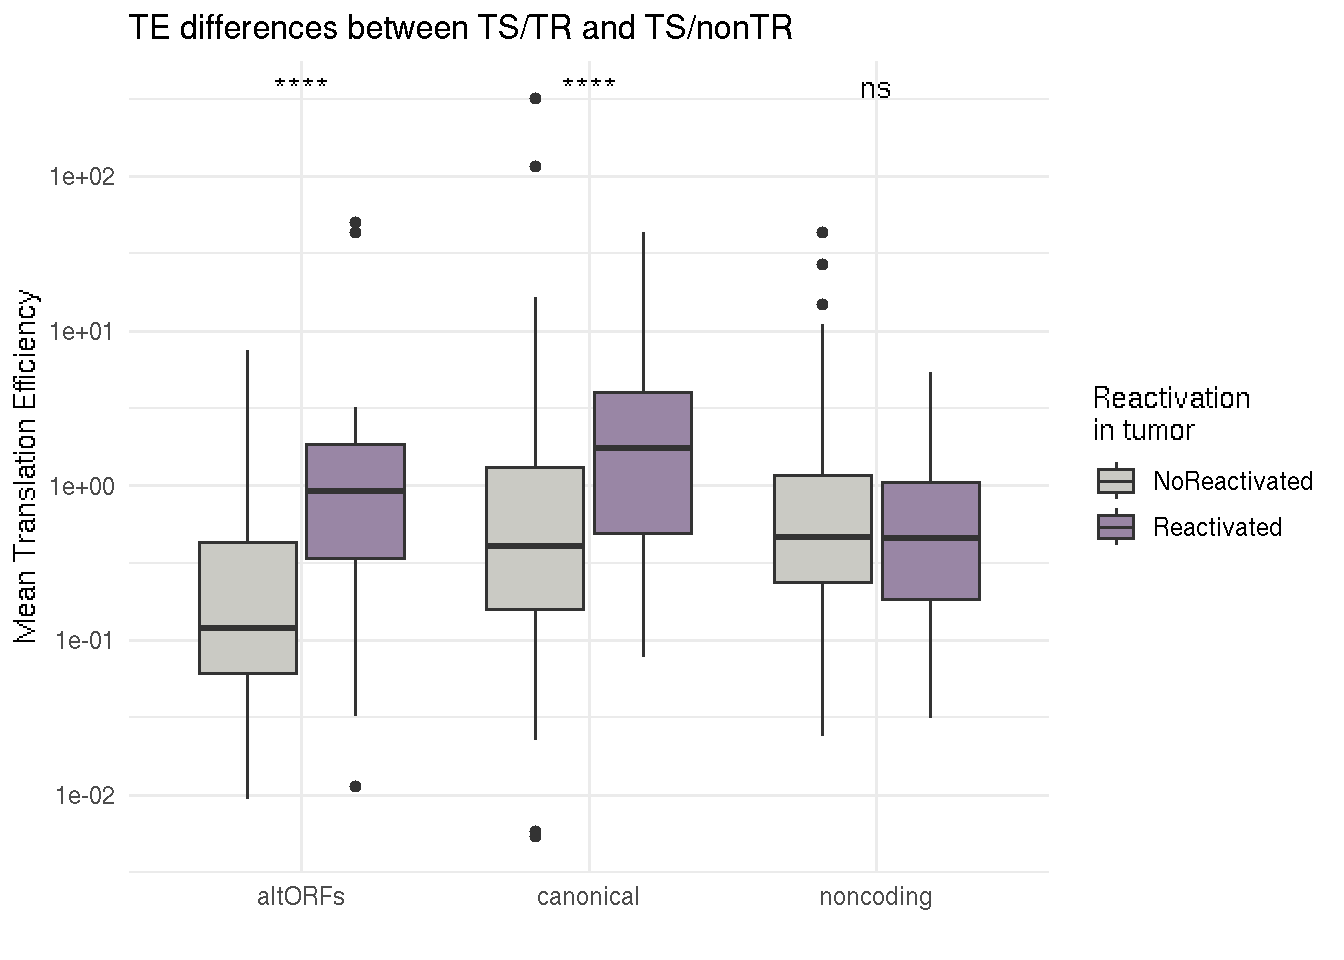 TE differences between TS/TR and TS/nonTR
**** **** ns
1e+02
1e+01
1e+00
1e-01
1e-02
Mean Translation Efficiency
altORFs canonical noncoding
Reactivation
in tumor
NoReactivated
Reactivated